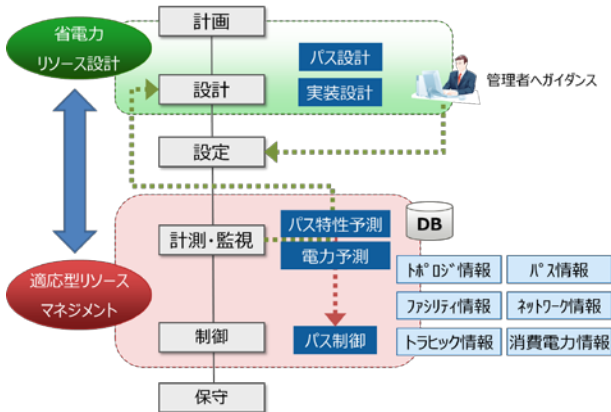 省電力
リソース設計
計画
パス設計
設計
実装設計
管理者へガイダンス
設定
計測・監視
パス特性予測
電力予測
DB
適応型リソース
マネジメント
トポロジ情報
パス情報
ファシリティ情報
ネットワーク情報
制御
パス制御
トラヒック情報
消費電力情報
保守